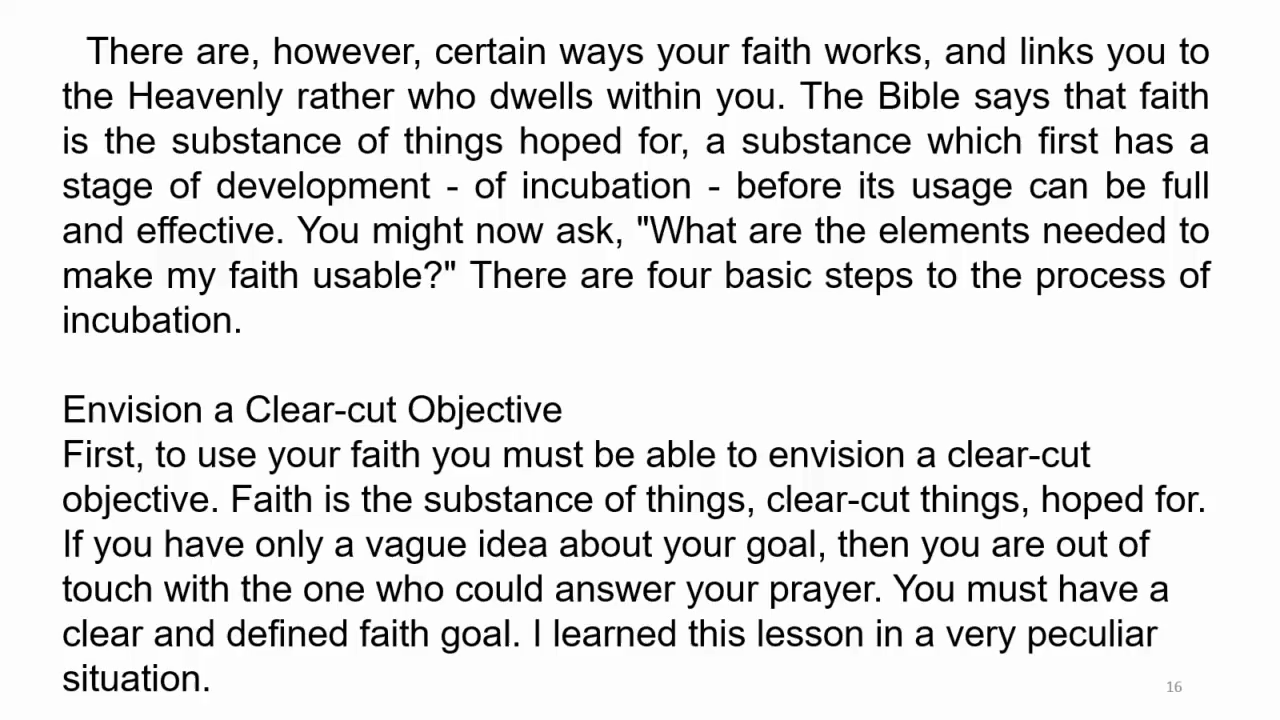 There are, however, certain ways your faith works, and links you to
the Heavenly rather who dwells within you. The Bible says that faith
is the substance of things hoped for, a substance which first has a
stage of development - of incubation - before its usage can be full
and effective. You might now ask, "What are the elements needed to
make my faith usable?" There are four basic steps to the process of
incubation.
Envision a Clear-cut Objective
First, to use your faith you must be able to envision a clear-cut
objective. Faith is the substance of things, clear-cut things, hoped for.
If you have only a vague idea about your goal, then you are out of
touch with the one who could answer your prayer. You must have a
clear and defined faith goal. I learned this lesson in a very peculiar
situation.
16